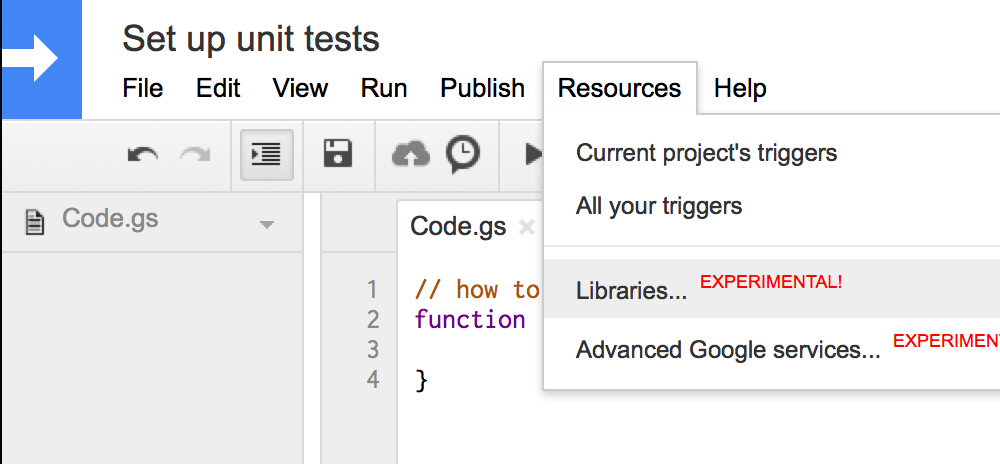 Set up unit tests
File Edit View Run Publish Resources Help
Current project's triggers
All your triggers
Libraries... EXPERIMENTAL!
Advanced Google services...
Code.gs
Code.gs
1 // how to
2 function
3
4 }